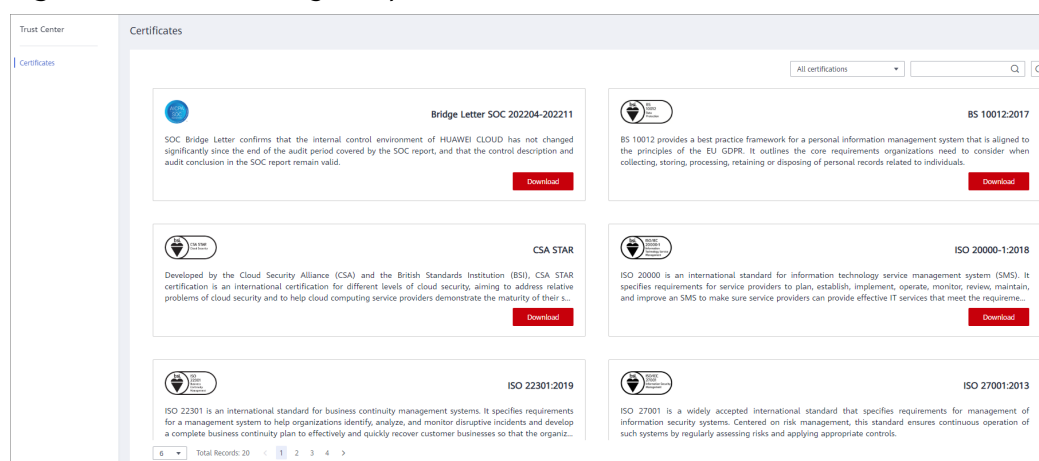 Trust Center
Certificates
Certificates
All certifications
Bridge Letter SOC 202204-202211
SOC Bridge Letter confirms that the internal control environment of HUAWEI CLOUD has not changed
significantly since the end of the audit period covered by the SOC report, and that the control description and
audit conclusion in the SOC report remain valid.
Download
BS 10012:2017
BS 10012 provides a best practice framework for a personal information management system that is aligned to
the principles of the EU GDPR. It outlines the core requirements organizations need to consider when
collecting, storing, processing, retaining or disposing of personal records related to individuals.
Download
CSA STAR
Developed by the Cloud Security Alliance (CSA) and the British Standards Institution (BSI), CSA STAR
certification is an international certification for different levels of cloud security, aiming to address relative
problems of cloud security and to help cloud computing service providers demonstrate the maturity of their s...
Download
ISO 20000-1:2018
ISO 20000 is an international standard for information technology service management system (SMS). It
specifies requirements for service providers to plan, establish, implement, operate, monitor, review, maintain,
and improve an SMS to make sure service providers can provide effective IT services that meet the requireme...
Download
ISO 22301:2019
ISO 22301 is an international standard for business continuity management systems. It specifies requirements
for a management system to help organizations identify, analyze, and monitor disruptive incidents and develop
a complete business continuity plan to effectively and quickly recover customer businesses so that the organiz...
ISO 27001:2013
ISO 27001 is a widely accepted international standard that specifies requirements for management of
information security systems. Centered on risk management, this standard ensures continuous operation of
such systems by regularly assessing risks and applying appropriate controls.
6 Total Records: 20 < 1 2 3 4 >